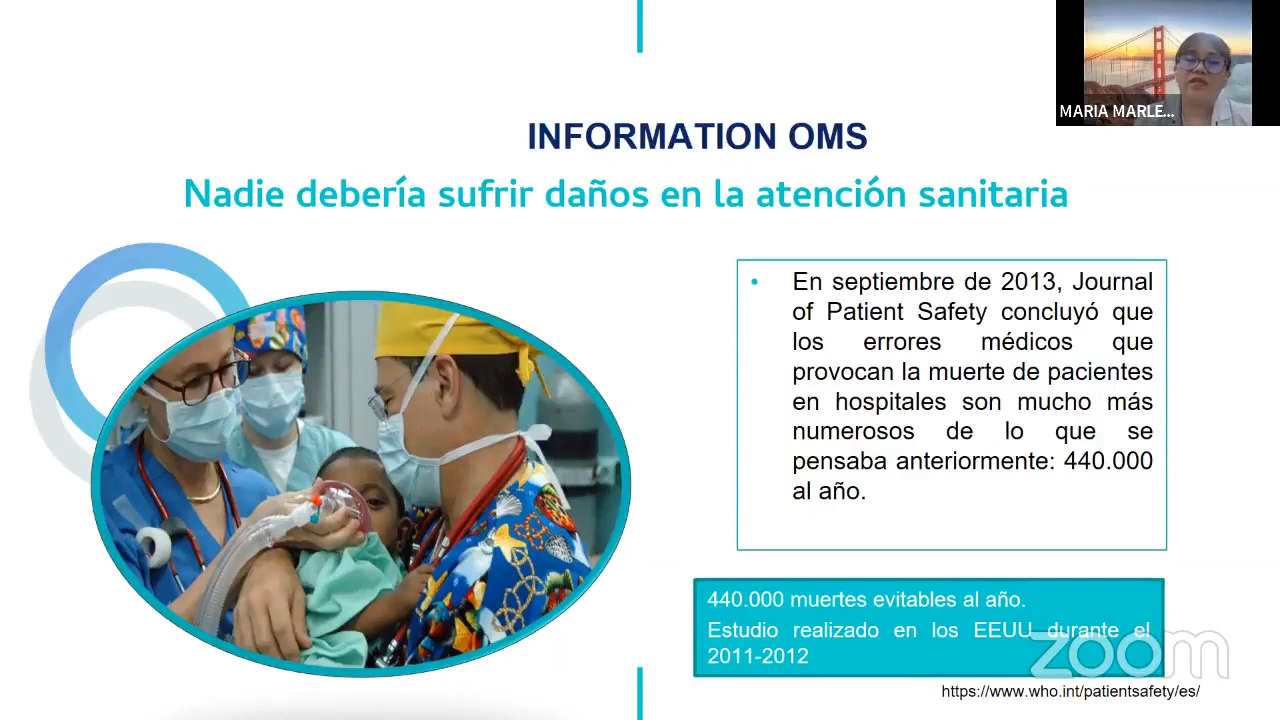 MARIA MARLE...
INFORMATION OMS
Nadie debería sufrir daños en la atención sanitaria
• En septiembre de 2013, Journal
of Patient Safety concluyó que
los errores médicos que
provocan la muerte de pacientes
en hospitales son mucho más
numerosos de lo que se
pensaba anteriormente: 440.000
al año.
440.000 muertes evitables al año.
Estudio realizado en los EEUU durante el
2011-2012
zoom
https://www.who.int/patientsafety/es/